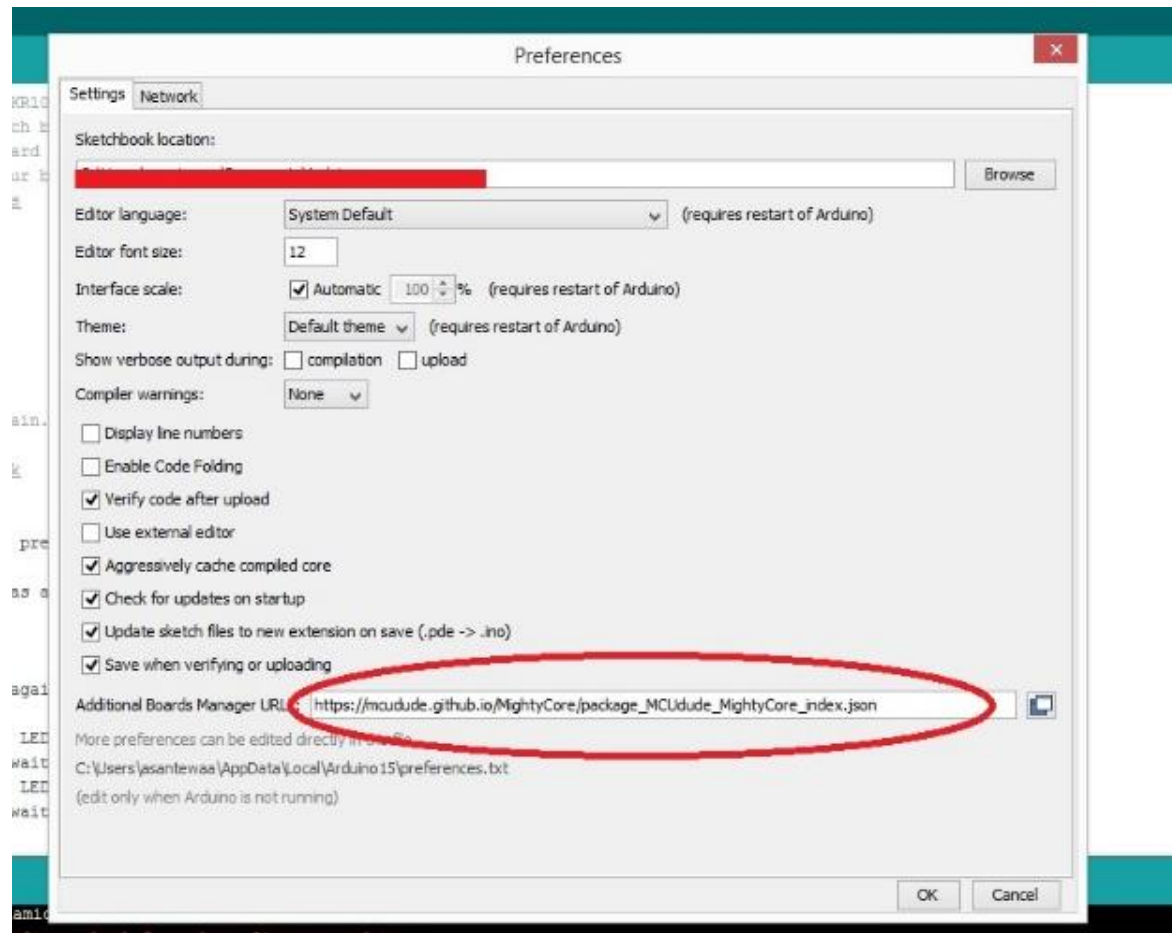 Preferences
Settings Network
Sketchbook location:
Browse
Editor language: System Default (requires restart of Arduino)
Editor font size: 12
Interface scale: Automatic 100 % (requires restart of Arduino)
Theme: Default theme (requires restart of Arduino)
Show verbose output during: compilation upload
Compiler warnings: None
Display line numbers
Enable Code Folding
Verify code after upload
Use external editor
Aggressively cache compiled core
Check for updates on startup
Update sketch files to new extension on save (.pde -> .ino)
Save when verifying or uploading
Additional Boards Manager https://mcudude.github.io/MightyCore/package_MCUdude_MightyCore_index.json
More preferences can be edited directly in
C:\Users\asantewaa\AppData\Local\Arduino15\preferences.txt
(edit only when Arduino is not running)
OK Cancel